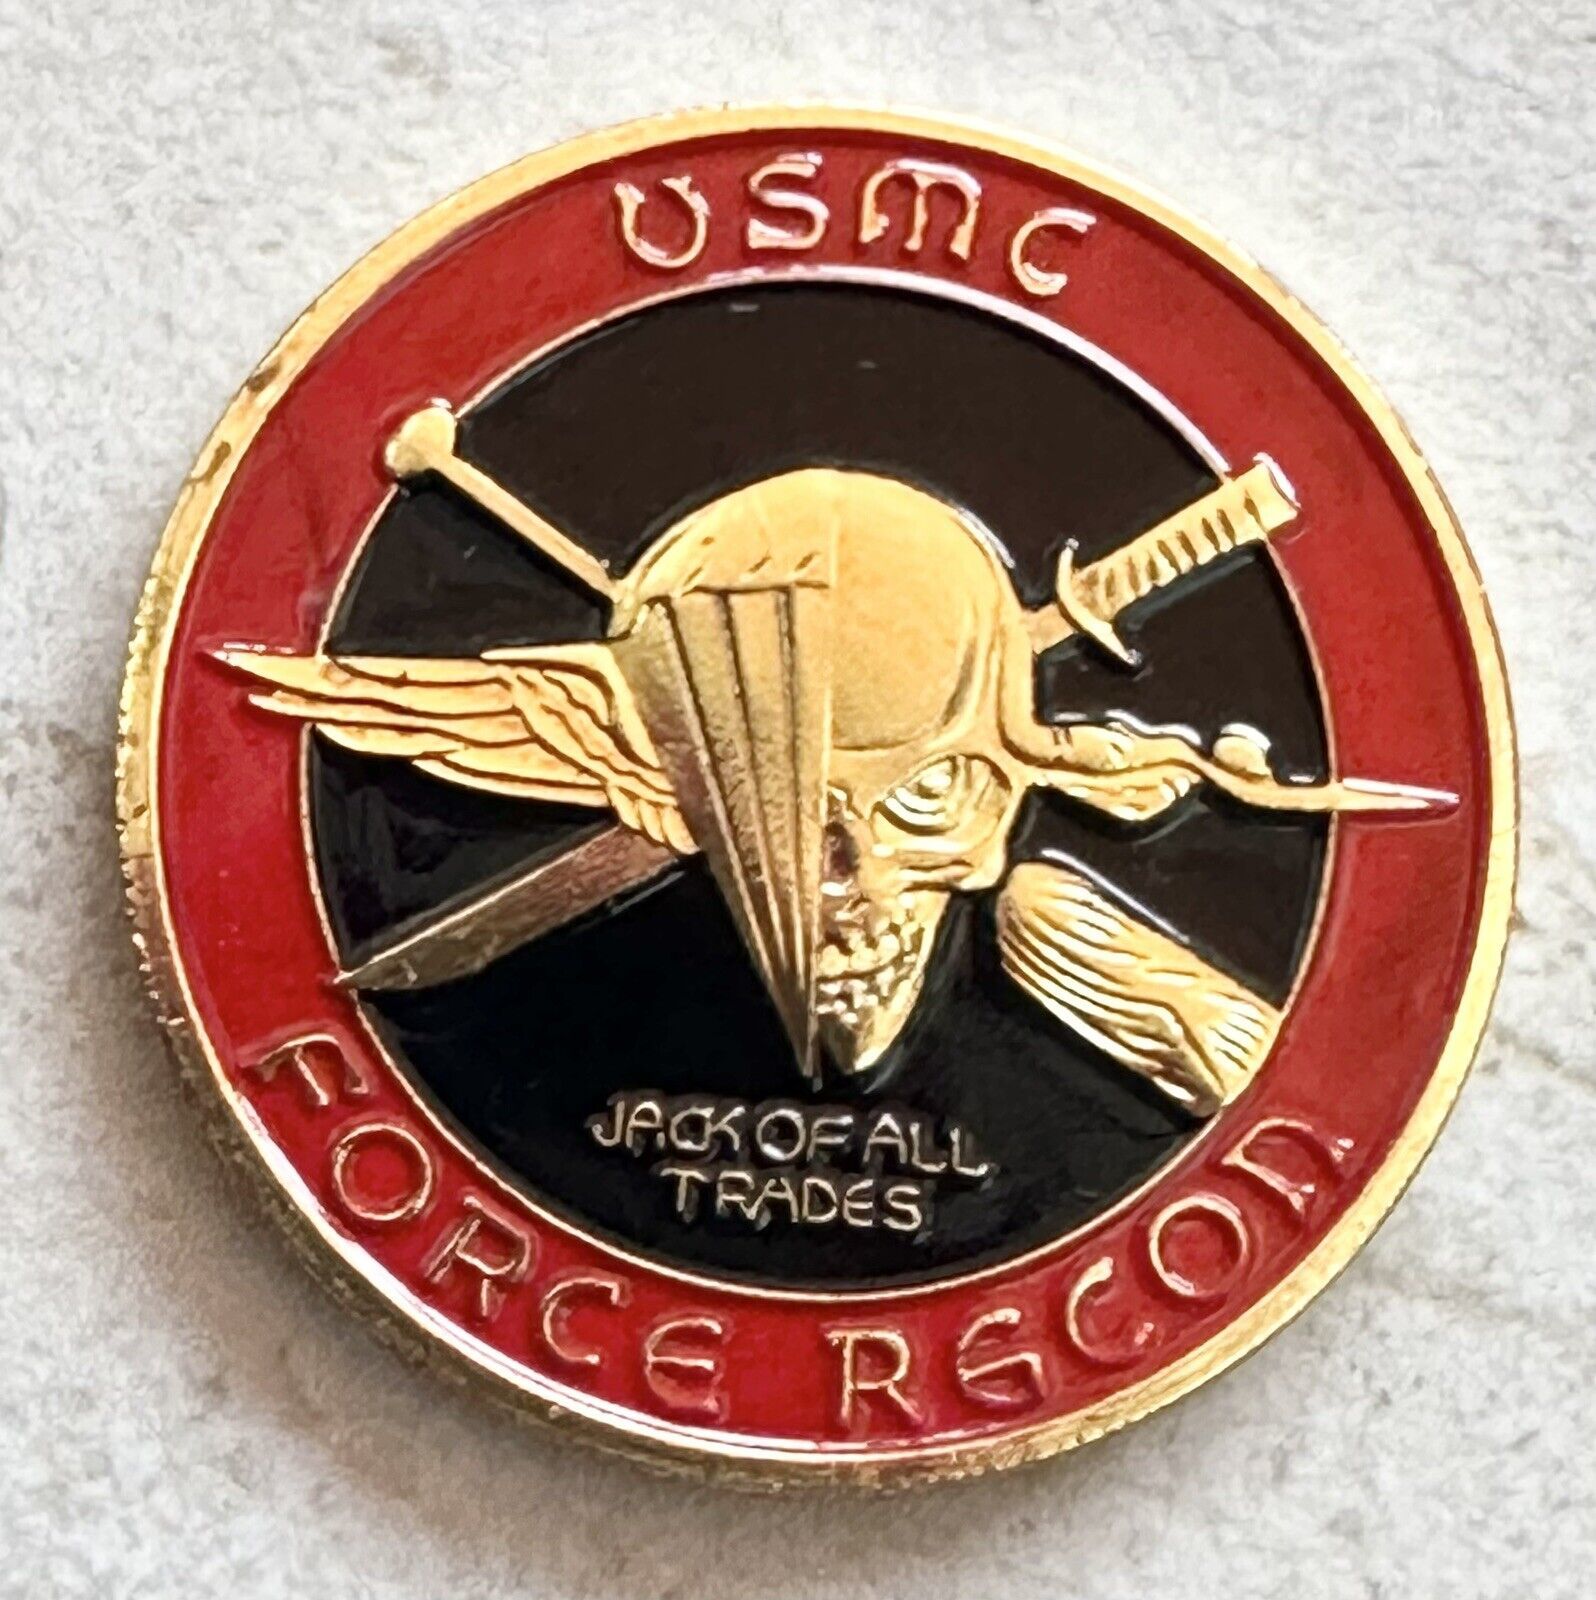 USMC
JACK OF ALL
TRADES
FORCE RECON